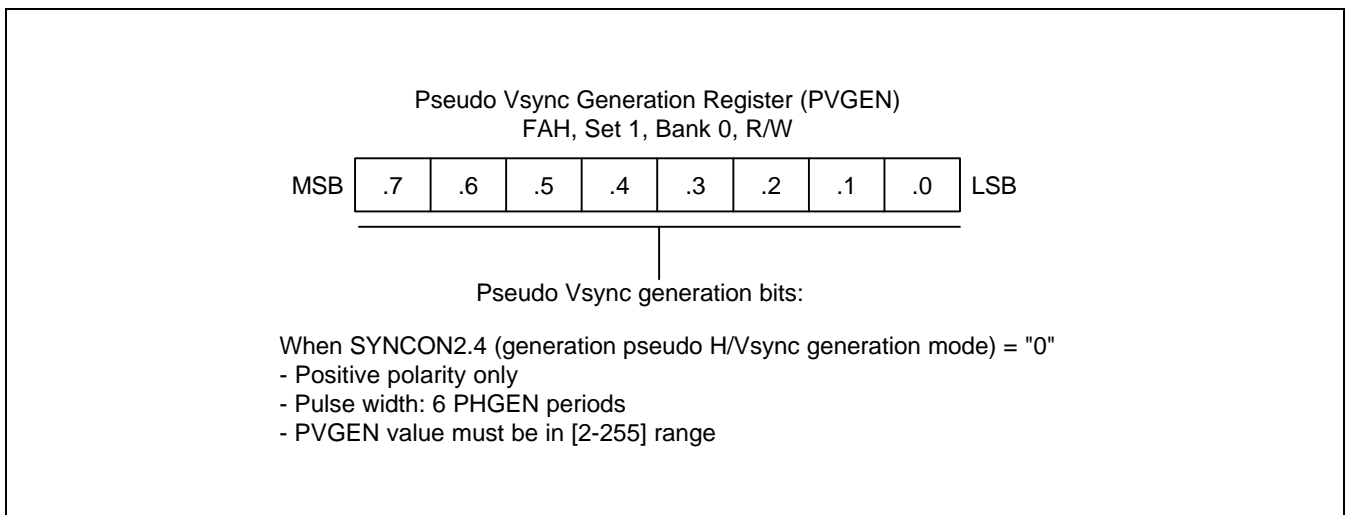 Pseudo Vsync Generation Register (PVGEN)
FAH, Set 1, Bank 0, R/W
MSB .7 .6 .5 .4 .3 .2 .1 .0 LSB
Pseudo Vsync generation bits:
When SYNCON2.4 (generation pseudo H/Vsync generation mode) = "0"
- Positive polarity only
- Pulse width: 6 PHGEN periods
- PVGEN value must be in [2-255] range